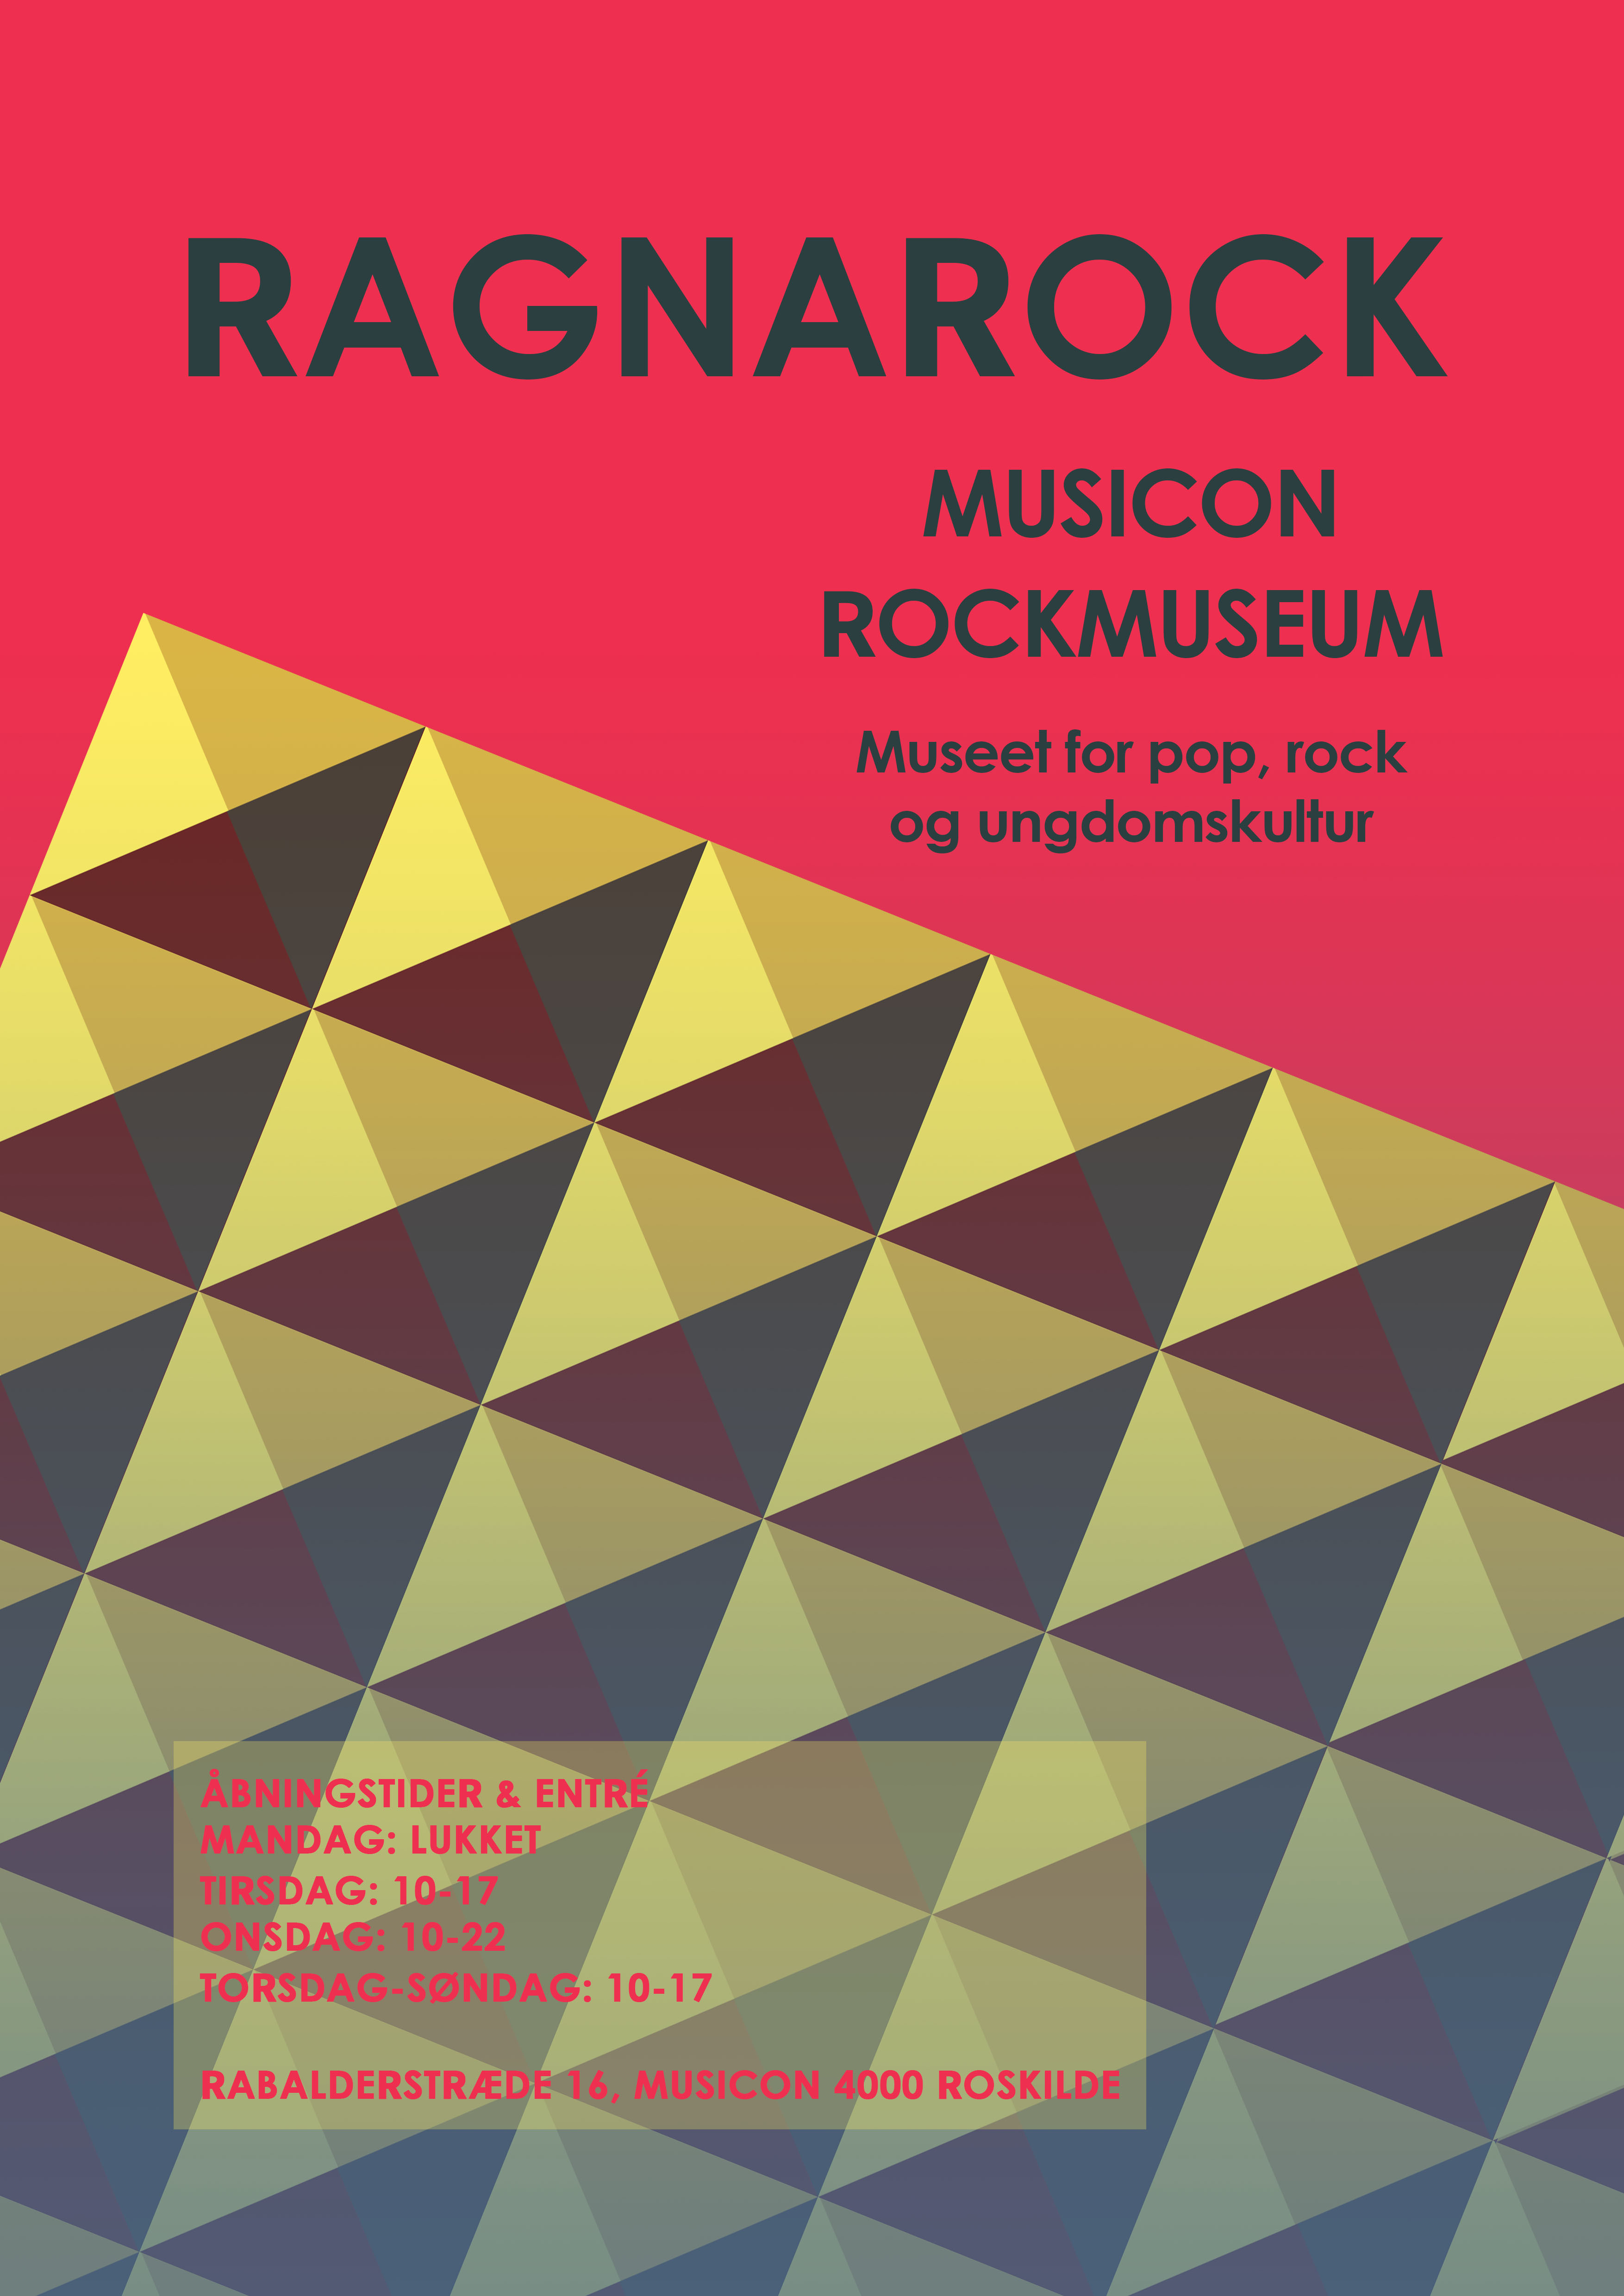 RAGNAROCK
MUSICON
ROCKMUSEUM
Museet for pop, rock
og ungdomskultur
ÅBNINGSTIDER & ENTRÉ
MANDAG: LUKKET
TIRSDAG: 10-17
ONSDAG: 10-22
TORSDAG-SØNDAG: 10-17
RABALDERSTRÆDE 16, MUSICON 4000 ROSKILDE